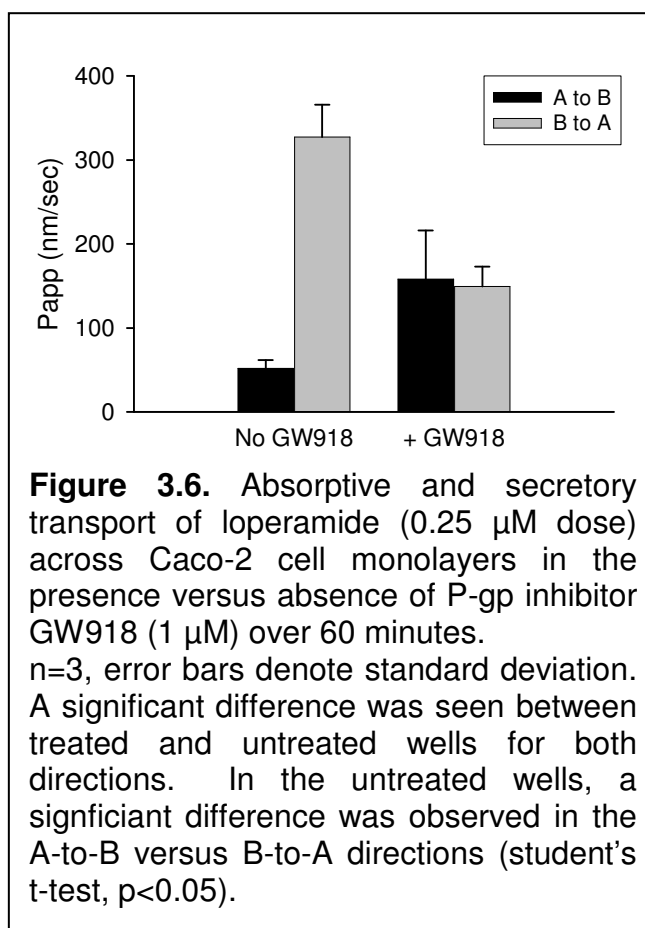 400
A to B
B to A
300
Papp (nm/sec)
200
100
0
No GW918 + GW918
Figure 3.6. Absorptive and secretory
transport of loperamide (0.25 µM dose)
across Caco-2 cell monolayers in the
presence versus absence of P-gp inhibitor
GW918 (1 µM) over 60 minutes.
n=3, error bars denote standard deviation.
A significant difference was seen between
treated and untreated wells for both
directions. In the untreated wells, a
signficiant difference was observed in the
A-to-B versus B-to-A directions (student's
t-test, p<0.05).